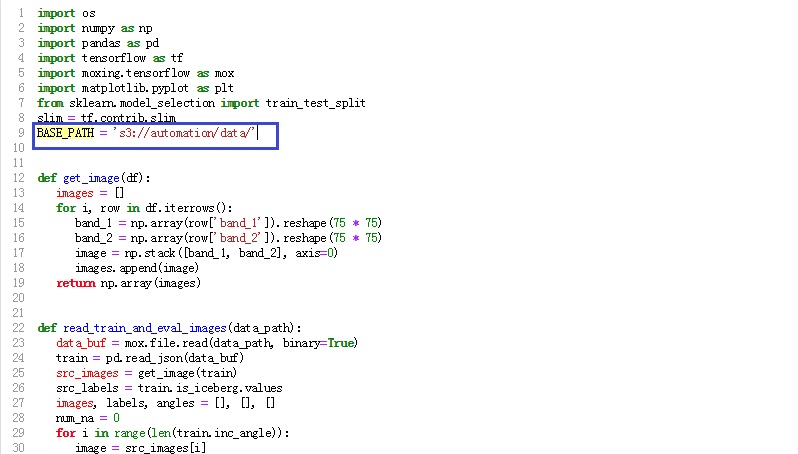 1 import os
2 import numpy as np
3 import pandas as pd
4 import tensorflow as tf
5 import moxing.tensorflow as mox
6 import matplotlib.pyplot as plt
7 from sklearn.model_selection import train_test_split
8 slim = tf.contrib.slim
9 BASE_PATH = 's3://automation/data/'
10
11
12 def get_image(df):
13 images = []
14 for i, row in df.iterrows():
15 band_1 = np.array(row['band_1']).reshape(75 * 75)
16 band_2 = np.array(row['band_2']).reshape(75 * 75)
17 image = np.stack([band_1, band_2], axis=0)
18 images.append(image)
19 return np.array(images)
20
21
22 def read_train_and_eval_images(data_path):
23 data_buf = mox.file.read(data_path, binary=True)
24 train = pd.read_json(data_buf)
25 src_images = get_image(train)
26 src_labels = train.is_iceberg.values
27 images, labels, angles = [], [], []
28 num_na = 0
29 for i in range(len(train.inc_angle)):
30 image = src_images[i]